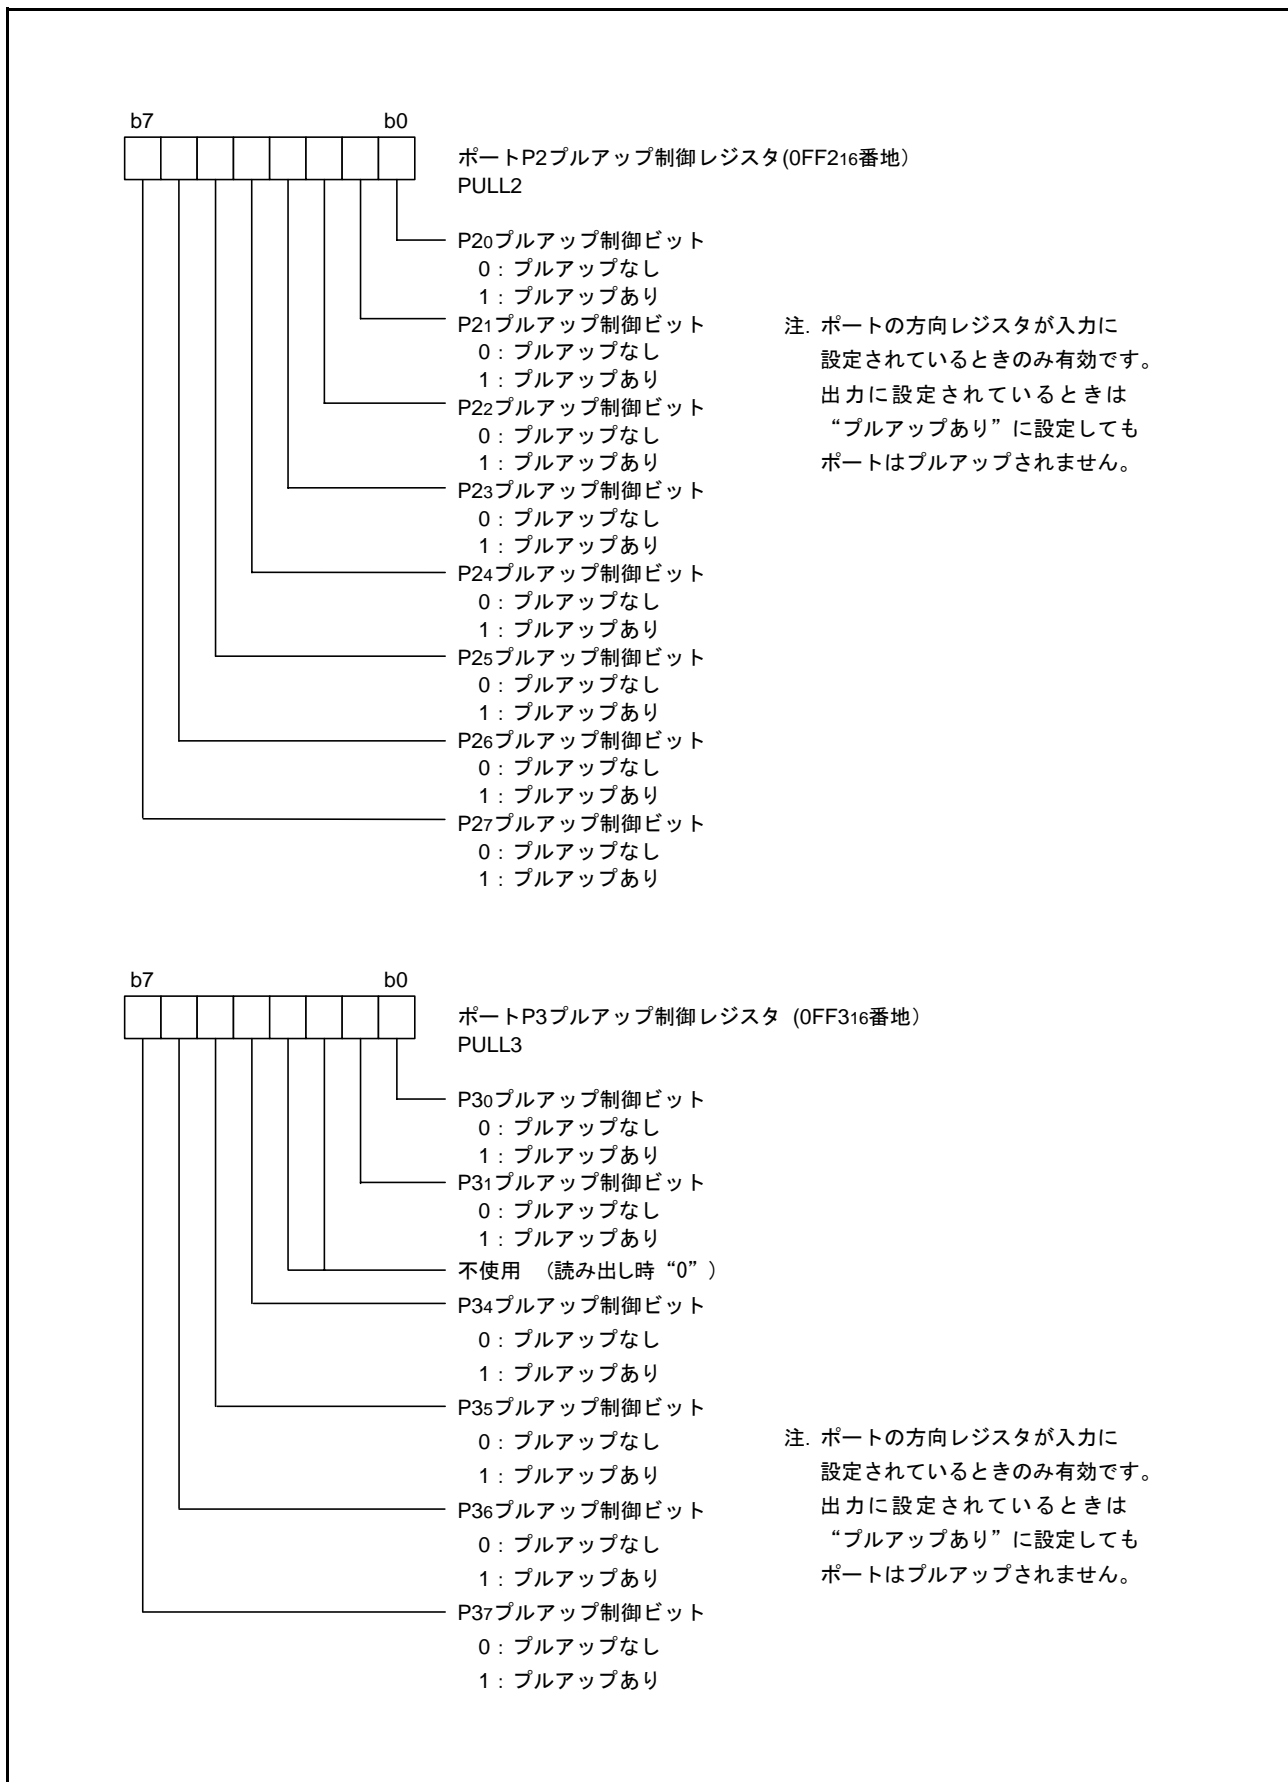 b7 b0
ポートP2プルアップ制御レジスタ(0FF216番地)
PULL2
P20プルアップ制御ビット
0：プルアップなし
1：プルアップあり
P21プルアップ制御ビット
0：プルアップなし
1：プルアップあり
P22プルアップ制御ビット
0：プルアップなし
1：プルアップあり
P23プルアップ制御ビット
0：プルアップなし
1：プルアップあり
P24プルアップ制御ビット
0：プルアップなし
1：プルアップあり
P25プルアップ制御ビット
0：プルアップなし
1：プルアップあり
P26プルアップ制御ビット
0：プルアップなし
1：プルアップあり
P27プルアップ制御ビット
0：プルアップなし
1：プルアップあり
注. ポートの方向レジスタが入力に
設定されているときのみ有効です。
出力に設定されているときは
“プルアップあり”に設定しても
ポートはプルアップされません。
b7 b0
ポートP3プルアップ制御レジスタ (0FF316番地)
PULL3
P30プルアップ制御ビット
0：プルアップなし
1：プルアップあり
P31プルアップ制御ビット
0：プルアップなし
1：プルアップあり
不使用 (読み出し時“0”)
P34プルアップ制御ビット
0：プルアップなし
1：プルアップあり
P35プルアップ制御ビット
0：プルアップなし
1：プルアップあり
P36プルアップ制御ビット
0：プルアップなし
1：プルアップあり
P37プルアップ制御ビット
0：プルアップなし
1：プルアップあり
注. ポートの方向レジスタが入力に
設定されているときのみ有効です。
出力に設定されているときは
“プルアップあり”に設定しても
ポートはプルアップされません。